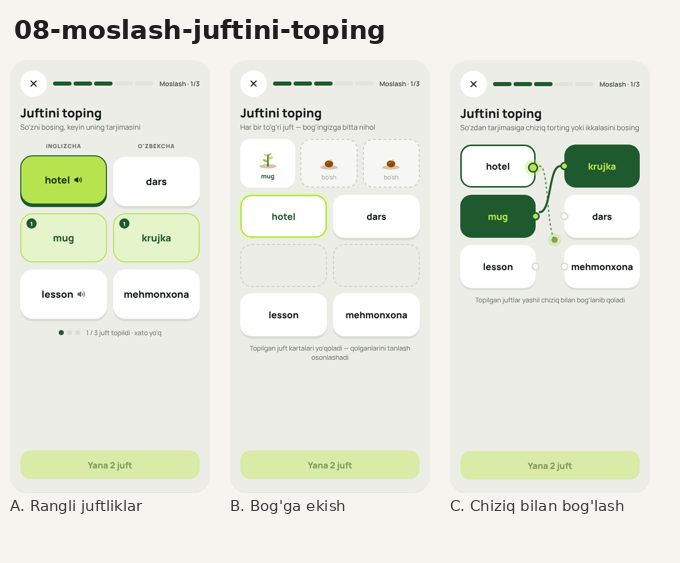 08-moslash-juftini-toping
Moslash · 1/3
Juftini toping
So'zni bosing, keyin uning tarjimasini
INGLIZCHA O'ZBEKCHA
hotel dars
1 mug 1 krujka
lesson mehmonxona
1 / 3 juft topildi · xato yo'q
Yana 2 juft
A. Rangli juftliklar
Moslash · 1/3
Juftini toping
Har bir to'g'ri juft — bog'ingizga bitta nihol
mug bo'sh bo'sh
hotel dars
lesson mehmonxona
Topilgan juft kartalari yo'qoladi — qolganlarini tanlash
osonlashadi
Yana 2 juft
B. Bog'ga ekish
Moslash · 1/3
Juftini toping
So'zdan tarjimasiga chiziq torting yoki ikkalasini bosing
hotel krujka
mug dars
lesson mehmonxona
Topilgan juftlar yashil chiziq bilan bog'lanib qoladi
Yana 2 juft
C. Chiziq bilan bog'lash